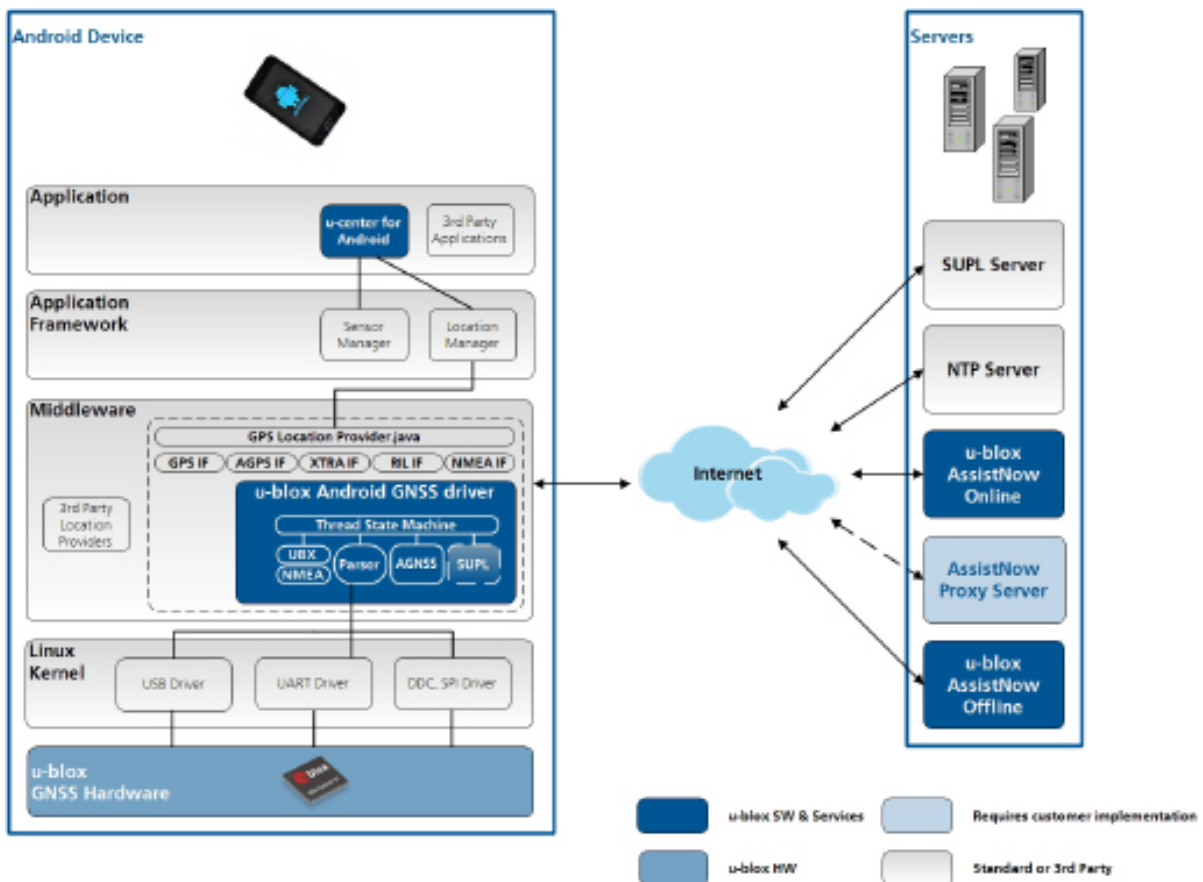 Android Device
Application
u-center for
Android
3rd Party
Applications
Application
Framework
Sensor
Manager
Location
Manager
Middleware
GPS Location Provider.java
GPS IF
AGPS IF
XTRA IF
RIL IF
NMEA IF
3rd Party
Location
Providers
u-blox Android GNSS driver
Thread State Machine
UBX
NMEA
Parser
AGNSS
SUPL
Linux
Kernel
USB Driver
UART Driver
DDC, SPI Driver
u-blox
GNSS Hardware
blox
Internet
Servers
SUPL Server
NTP Server
u-blox
AssistNow
Online
AssistNow
Proxy Server
u-blox
AssistNow
Offline
u-blox SW & Services
Requires customer implementation
u-blox HW
Standard or 3rd Party